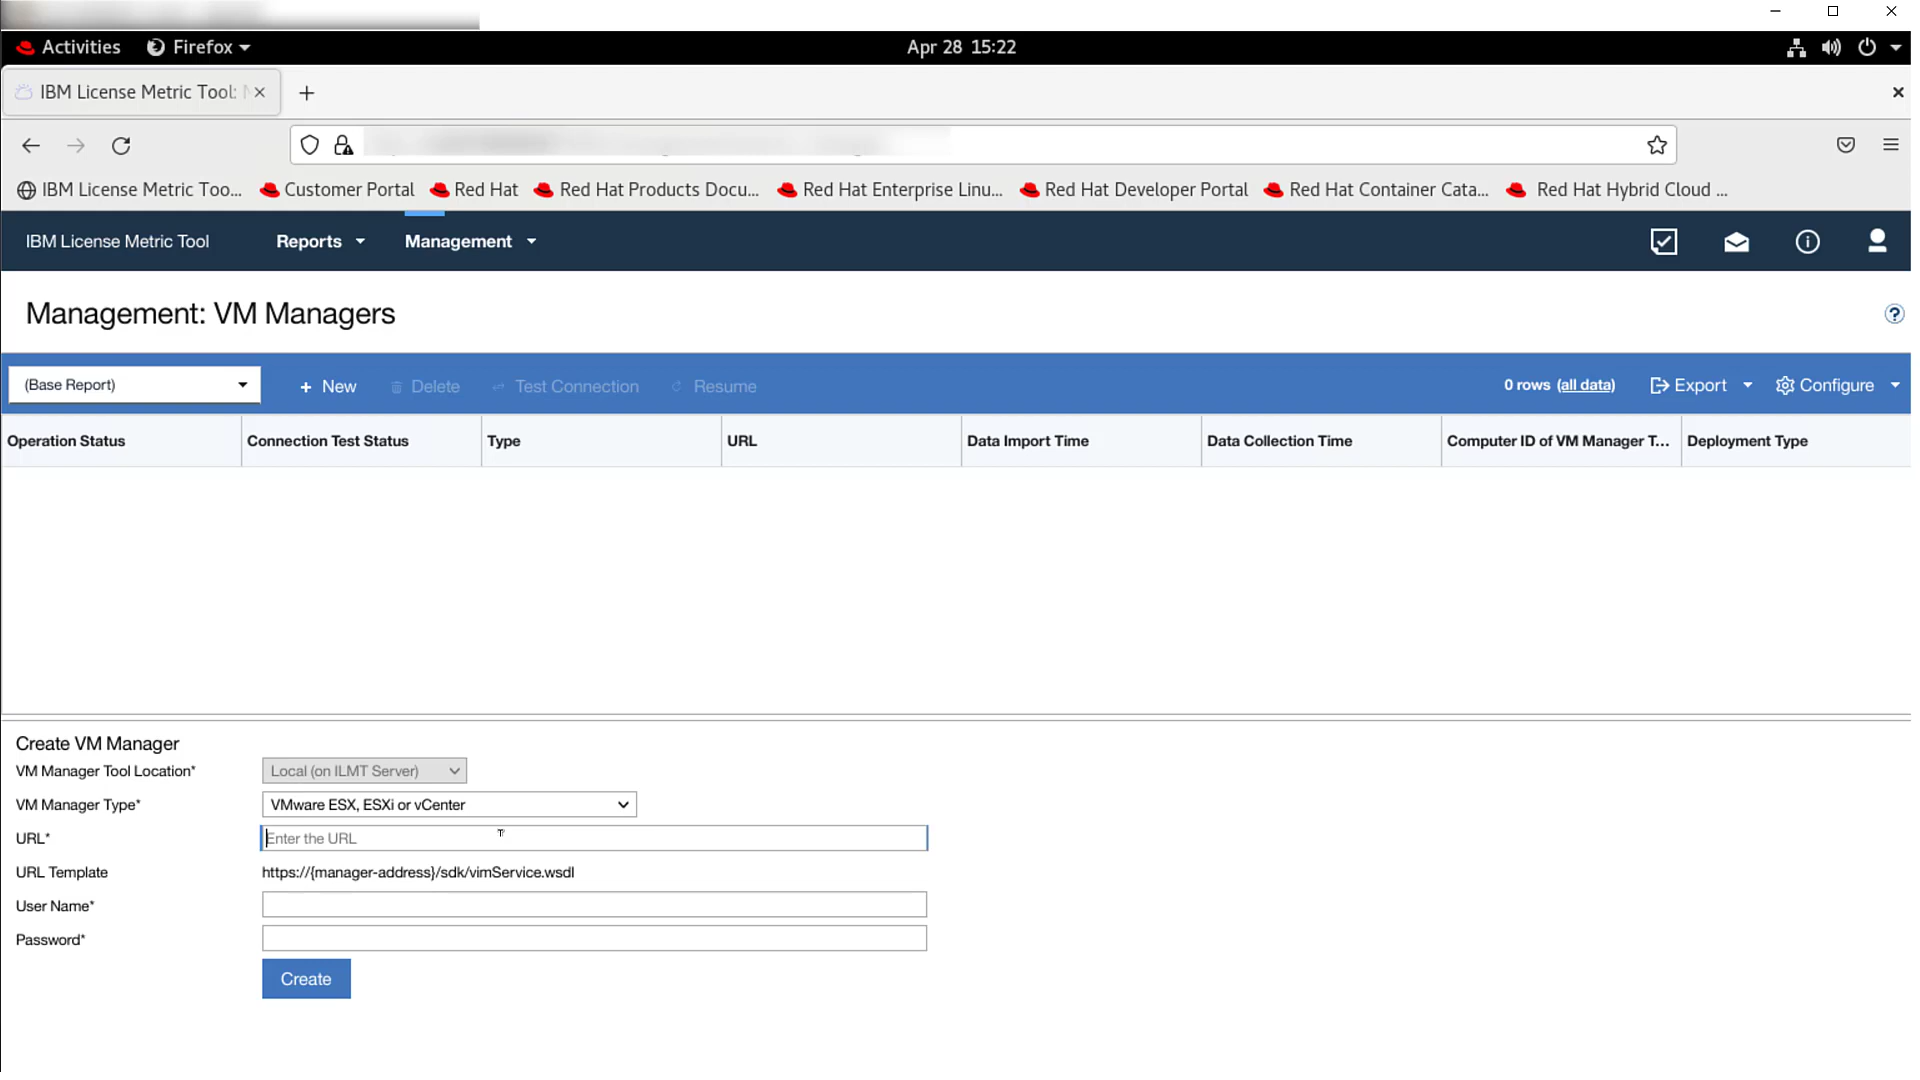 Activities Firefox Apr 28 15:22
IBM License Metric Tool:
IBM License Metric Too... Customer Portal Red Hat Red Hat Products Docu... Red Hat Enterprise Linu... Red Hat Developer Portal Red Hat Container Cata... Red Hat Hybrid Cloud ...
IBM License Metric Tool Reports Management
Management: VM Managers
(Base Report) + New Delete Test Connection Resume 0 rows (all data) Export Configure
Operation Status Connection Test Status Type URL Data Import Time Data Collection Time Computer ID of VM Manager T... Deployment Type
Create VM Manager
VM Manager Tool Location* Local (on ILMT Server)
VM Manager Type* VMware ESX, ESXi or vCenter
URL* Enter the URL
URL Template https://{manager-address}/sdk/vimService.wsdl
User Name*
Password*
Create